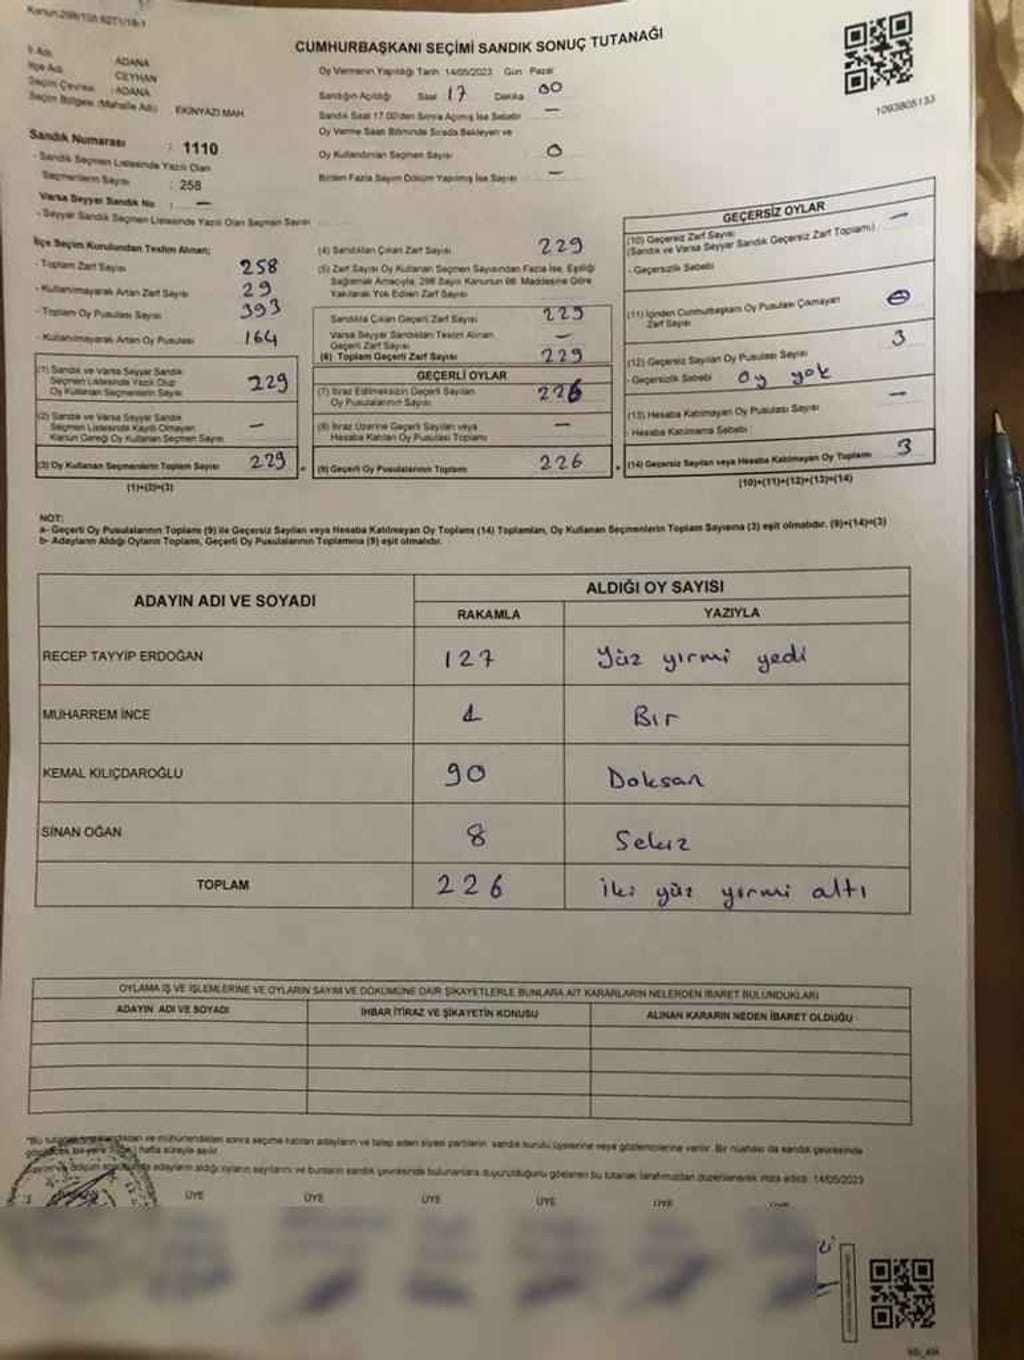 CUMHURBAŞKANI SEÇİMİ SANDIK SONUÇ TUTANAĞI
1093805133
İl Adı : ADANA
İlçe Adı : CEYHAN
Seçim Çevresi : ADANA
Seçim Bölgesi (Mahalle Adı) : EKİNYAZI MAH.
Oy Vermenin Yapıldığı Tarih : 14/05/2023 Gün : Pazar
Sandığın Açıldığı Saat : 17 Dakika : 00
Sandık Saat 17.00'den Sonra Açılmış İse Sebebi : —
Oy Verme Saati Bitiminde Sırada Bekleyen ve
Oy Kullandırılan Seçmen Sayısı : 0
Birden Fazla Sayım Döküm Yapılmış İse Sayısı : —
Sandık Numarası : 1110
- Sandık Seçmen Listesinde Yazılı Olan
Seçmenlerin Sayısı : 258
Varsa Seyyar Sandık No : —
- Seyyar Sandık Seçmen Listesinde Yazılı Olan Seçmen Sayısı
İlçe Seçim Kurulundan Teslim Alınan;
- Toplam Zarf Sayısı 258
- Kullanılmayarak Artan Zarf Sayısı 29
- Toplam Oy Pusulası Sayısı 393
- Kullanılmayarak Artan Oy Pusulası 164
(1) Sandık ve Varsa Seyyar Sandık
Seçmen Listesinde Yazılı Olup
Oy Kullanan Seçmenlerin Sayısı 229
(2) Sandık ve Varsa Seyyar Sandık
Seçmen Listesinde Kayıtlı Olmayan
Kanun Gereği Oy Kullanan Seçmen Sayısı —
(3) Oy Kullanan Seçmenlerin Toplam Sayısı 229
(1)+(2)=(3)
(4) Sandıktan Çıkan Zarf Sayısı 229
(5) Zarf Sayısı Oy Kullanan Seçmen Sayısından Fazla İse, Eşitliği
Sağlamak Amacıyla, 298 Sayılı Kanunun 98. Maddesine Göre
Yakılarak Yok Edilen Zarf Sayısı
Sandıkta Çıkan Geçerli Zarf Sayısı 229
Varsa Seyyar Sandıktan Teslim Alınan
Geçerli Zarf Sayısı —
(6) Toplam Geçerli Zarf Sayısı 229
GEÇERLİ OYLAR
(7) İtiraz Edilmeksizin Geçerli Sayılan
Oy Pusulalarının Sayısı 226
(8) İtiraz Üzerine Geçerli Sayılan veya
Hesaba Katılan Oy Pusulası Toplamı —
(9) Geçerli Oy Pusulalarının Toplamı 226
GEÇERSİZ OYLAR
(10) Geçersiz Zarf Sayısı —
(Sandık ve Varsa Seyyar Sandık Geçersiz Zarf Toplamı)
- Geçersizlik Sebebi
(11) İçinden Cumhurbaşkanı Oy Pusulası Çıkmayan
Zarf Sayısı
(12) Geçersiz Sayılan Oy Pusulası Sayısı 3
- Geçersizlik Sebebi oy yok
(13) Hesaba Katılmayan Oy Pusulası Sayısı —
- Hesaba Katılmama Sebebi :
(14) Geçersiz Sayılan veya Hesaba Katılmayan Oy Toplamı 3
(10)+(11)+(12)+(13)=(14)
NOT:
a- Geçerli Oy Pusulalarının Toplamı (9) ile Geçersiz Sayılan veya Hesaba Katılmayan Oy Toplamı (14) Toplamları, Oy Kullanan Seçmenlerin Toplam Sayısına (3) eşit olmalıdır. (9)+(14)=(3)
b- Adayların Aldığı Oyların Toplamı, Geçerli Oy Pusulalarının Toplamına (9) eşit olmalıdır.
ADAYIN ADI VE SOYADI ALDIĞI OY SAYISI
RAKAMLA YAZIYLA
RECEP TAYYİP ERDOĞAN 127 Yüz yirmi yedi
MUHARREM İNCE 1 Bir
KEMAL KILIÇDAROĞLU 90 Doksan
SİNAN OĞAN 8 Sekiz
TOPLAM 226 iki yüz yirmi altı
OYLAMA İŞ VE İŞLEMLERİNE VE OYLARIN SAYIM VE DÖKÜMÜNE DAİR ŞİKAYETLERLE BUNLARA AİT KARARLARIN NELERDEN İBARET BULUNDUKLARI
ADAYIN ADI VE SOYADI İHBAR İTİRAZ VE ŞİKAYETİN KONUSU ALINAN KARARIN NEDEN İBARET OLDUĞU
ve mühürlendikten sonra seçime katılan adayların ve talep eden siyasi partilerin sandık kurulu üyelerine veya gözlemcilerine verilir. Bir nüshası da sandık çevresinde
hafta süreyle asılır.
adayların aldığı oyların sayılarını ve bunların sandık çevresinde bulunanlara duyurulduğunu gösteren bu tutanak tarafımızdan düzenlenerek imza edildi. 14/05/2023
ÜYE ÜYE ÜYE ÜYE ÜYE